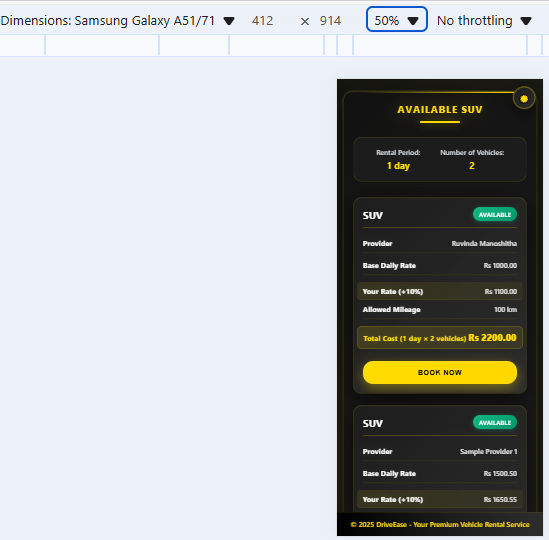 Dimensions: Samsung Galaxy A51/71 ▼ 412 × 914 50% ▼ No throttling ▼
AVAILABLE SUV
Rental Period: Number of Vehicles:
1 day 2
SUV AVAILABLE
Provider Ruvinda Manoshitha
Base Daily Rate Rs 1000.00
Your Rate (+10%) Rs 1100.00
Allowed Mileage 100 km
Total Cost (1 day × 2 vehicles) Rs 2200.00
BOOK NOW
SUV AVAILABLE
Provider Sample Provider 1
Base Daily Rate Rs 1500.50
Your Rate (+10%) Rs 1650.55
© 2025 DriveEase - Your Premium Vehicle Rental Service